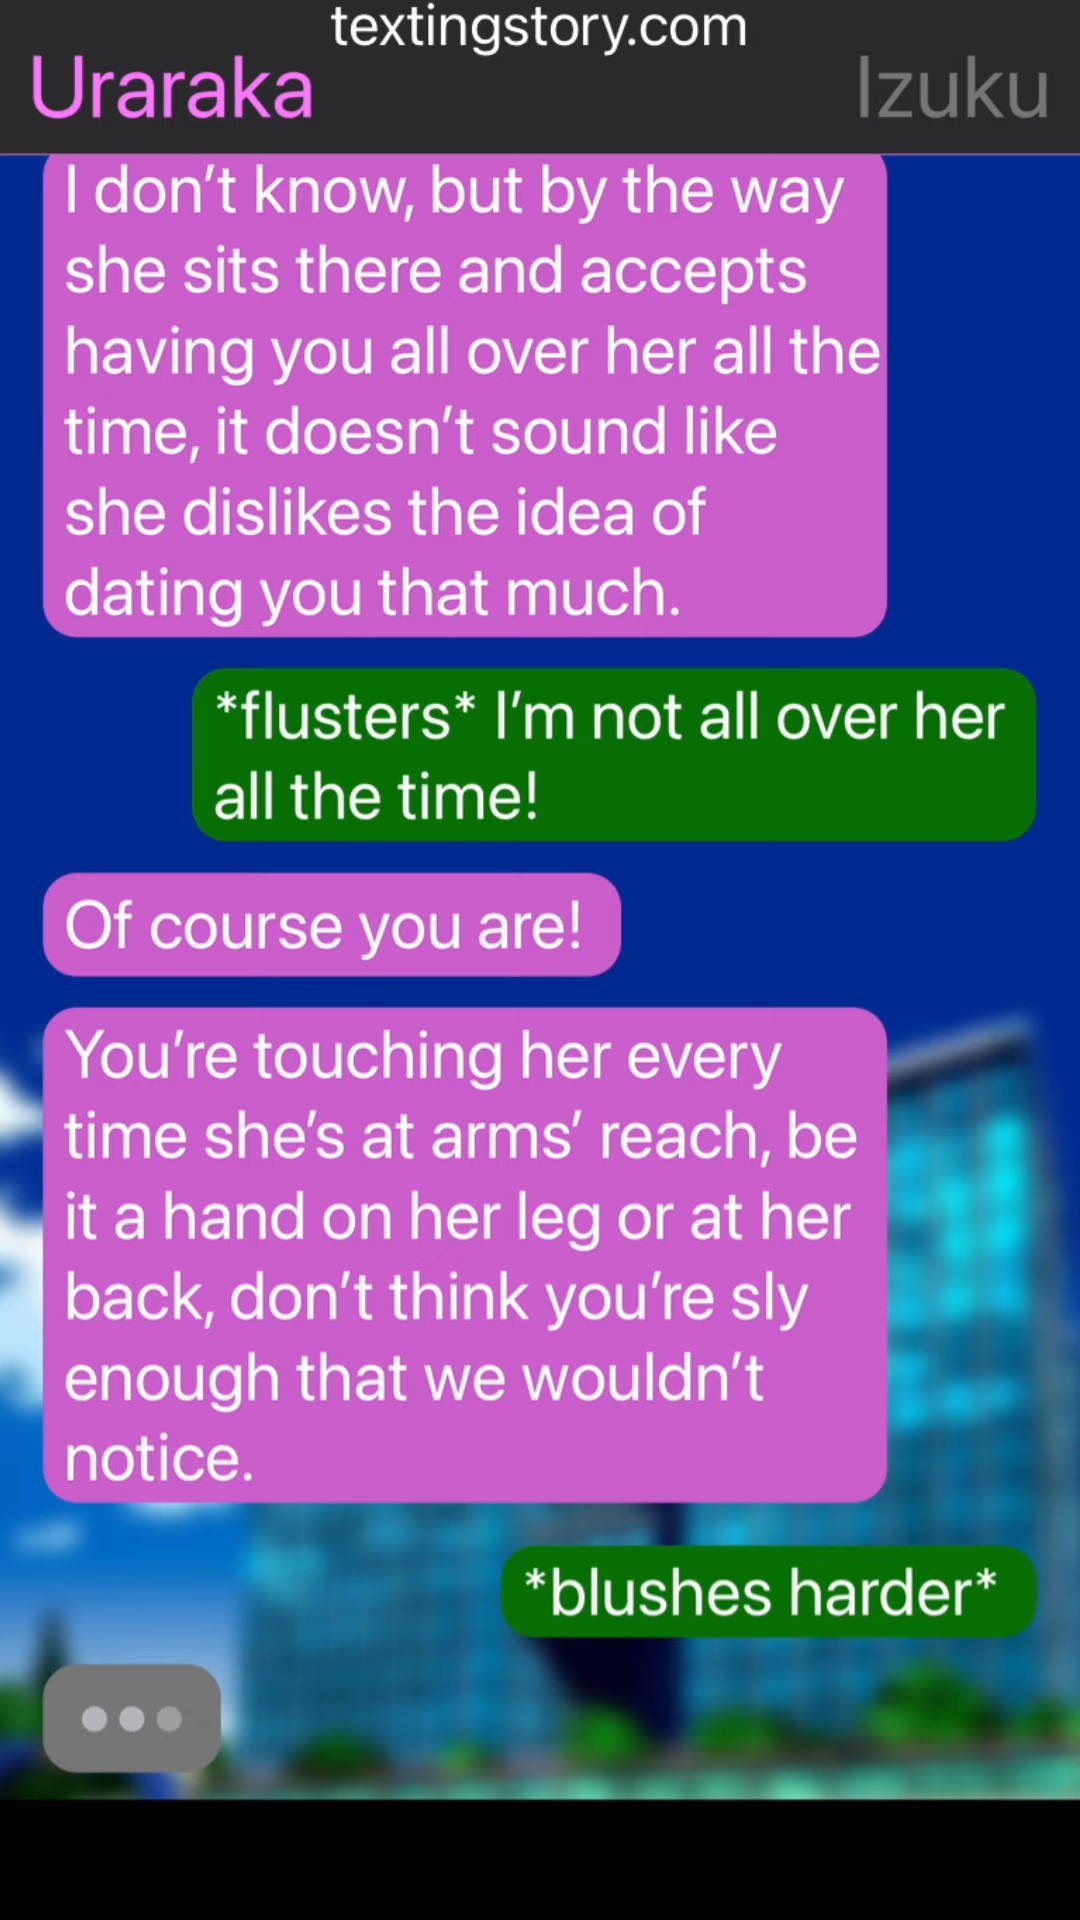 textingstory.com
Uraraka
Izuku
I don’t know, but by the way
she sits there and accepts
having you all over her all the
time, it doesn’t sound like
she dislikes the idea of
dating you that much.
*flusters* I’m not all over her
all the time!
Of course you are!
You’re touching her every
time she’s at arms’ reach, be
it a hand on her leg or at her
back, don’t think you’re sly
enough that we wouldn’t
notice.
*blushes harder*